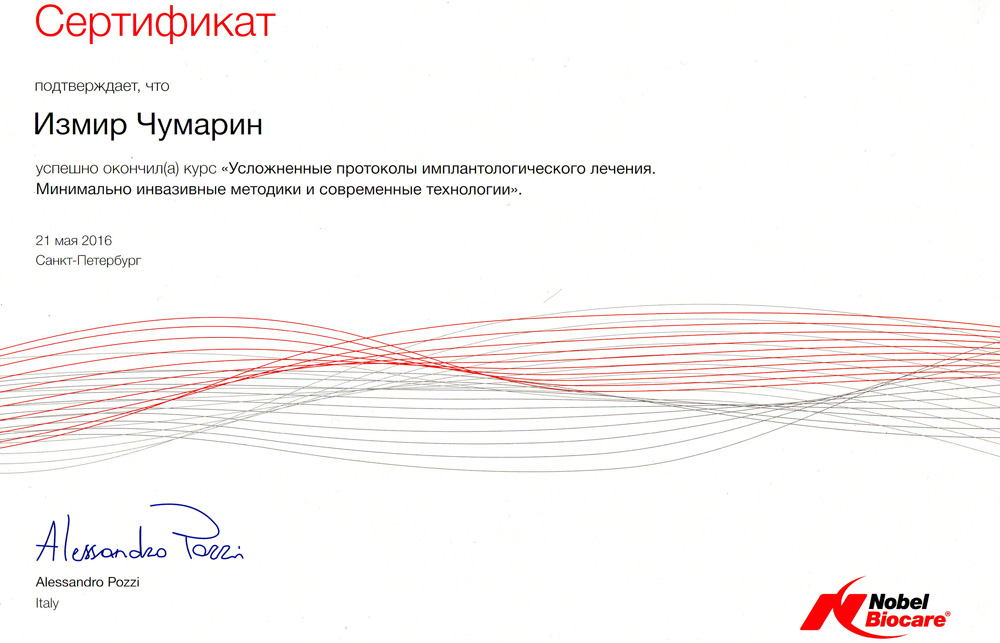 Сертификат
подтверждает, что
Измир Чумарин
успешно окончил(а) курс «Усложненные протоколы имплантологического лечения.
Минимально инвазивные методики и современные технологии».
21 мая 2016
Санкт-Петербург
Alessandro Pozzi
Alessandro Pozzi
Italy
Nobel
Biocare®